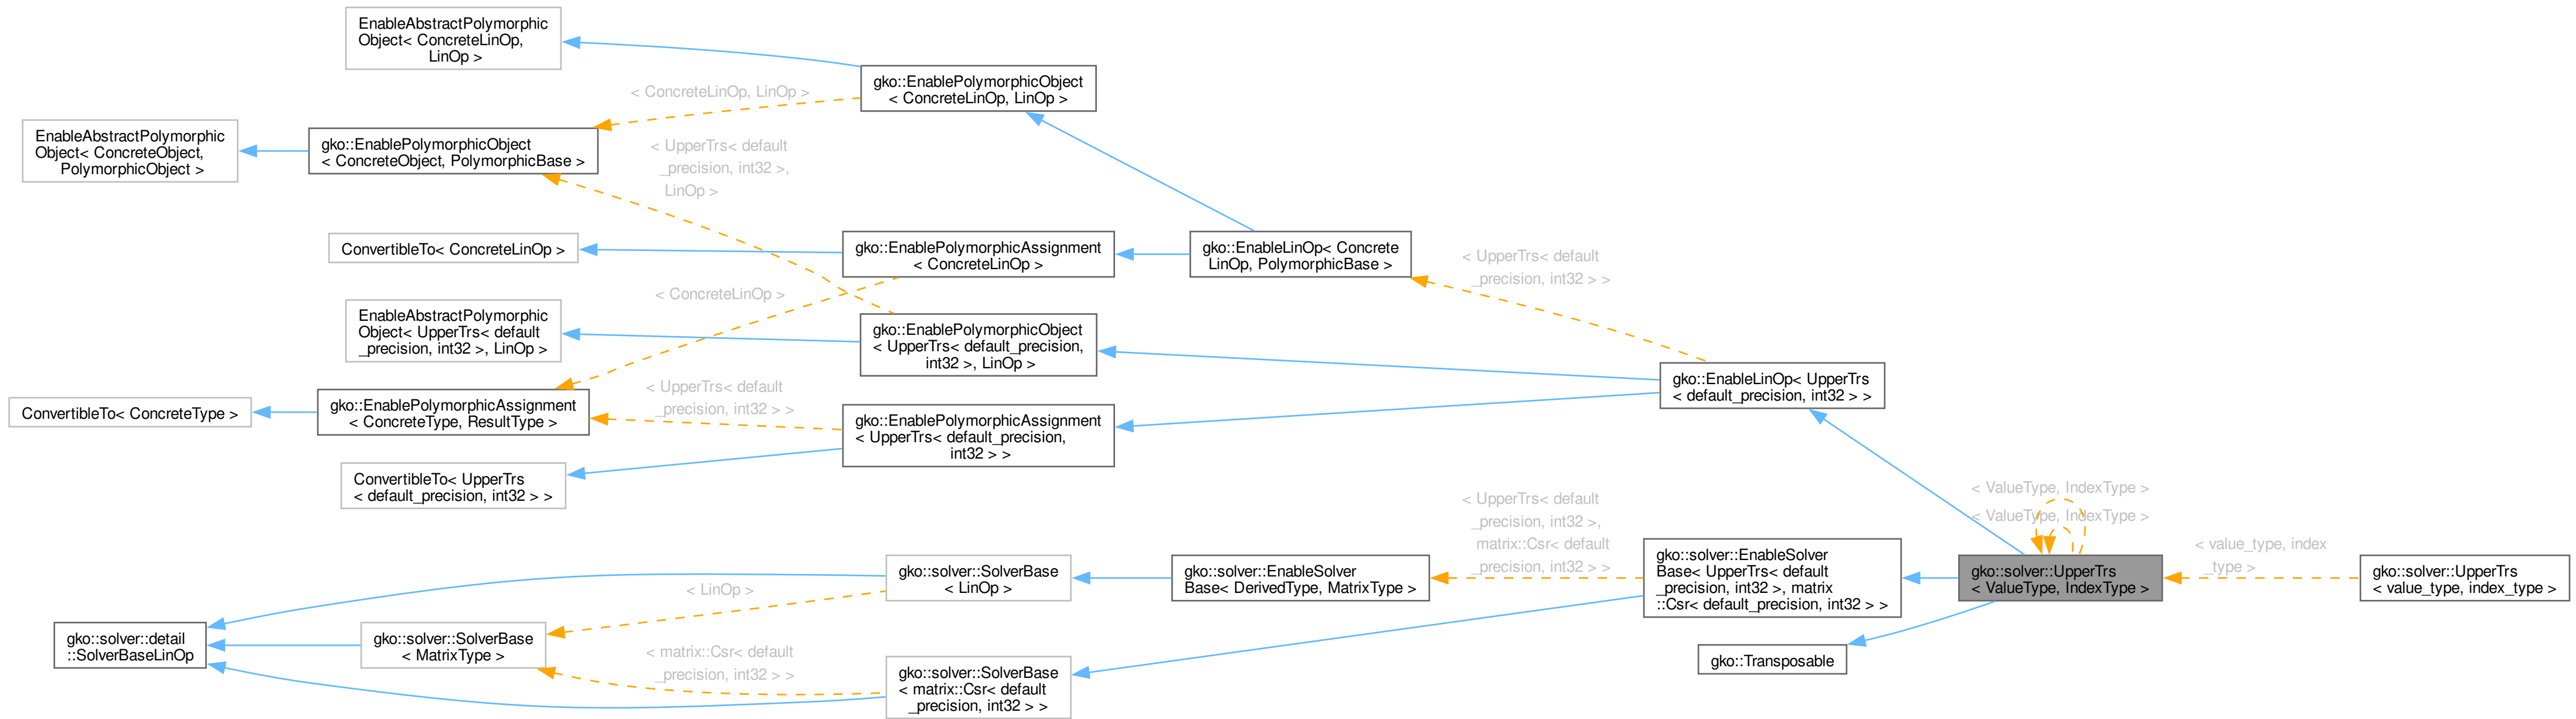 EnableAbstractPolymorphic
Object< ConcreteLinOp,
LinOp >
gko::EnablePolymorphicObject
< ConcreteLinOp, LinOp >
< ConcreteLinOp, LinOp >
EnableAbstractPolymorphic
Object< ConcreteObject,
PolymorphicObject >
gko::EnablePolymorphicObject
< ConcreteObject, PolymorphicBase >
< UpperTrs< default
_precision, int32 >,
LinOp >
ConvertibleTo< ConcreteLinOp >
gko::EnablePolymorphicAssignment
< ConcreteLinOp >
gko::EnableLinOp< Concrete
LinOp, PolymorphicBase >
< UpperTrs< default
_precision, int32 > >
< ConcreteLinOp >
EnableAbstractPolymorphic
Object< UpperTrs< default
_precision, int32 >, LinOp >
gko::EnablePolymorphicObject
< UpperTrs< default_precision,
int32 >, LinOp >
gko::EnableLinOp< UpperTrs
< default_precision, int32 > >
ConvertibleTo< ConcreteType >
gko::EnablePolymorphicAssignment
< ConcreteType, ResultType >
< UpperTrs< default
_precision, int32 > >
gko::EnablePolymorphicAssignment
< UpperTrs< default_precision,
int32 > >
ConvertibleTo< UpperTrs
< default_precision, int32 > >
< UpperTrs< default
_precision, int32 >,
matrix::Csr< default
_precision, int32 > >
< ValueType, IndexType >
< ValueType, IndexType >
gko::solver::SolverBase
< LinOp >
gko::solver::EnableSolver
Base< DerivedType, MatrixType >
gko::solver::EnableSolver
Base< UpperTrs< default
_precision, int32 >, matrix
::Csr< default_precision, int32 > >
gko::solver::UpperTrs
< ValueType, IndexType >
< value_type, index
_type >
gko::solver::UpperTrs
< value_type, index_type >
< LinOp >
gko::solver::detail
::SolverBaseLinOp
gko::solver::SolverBase
< MatrixType >
< matrix::Csr< default
_precision, int32 > >
gko::solver::SolverBase
< matrix::Csr< default
_precision, int32 > >
gko::Transposable